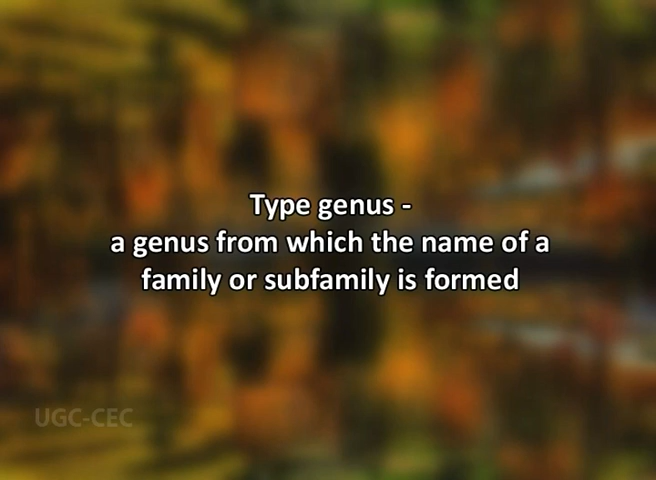 Type genus -
a genus from which the name of a
family or subfamily is formed
UGC-CEC